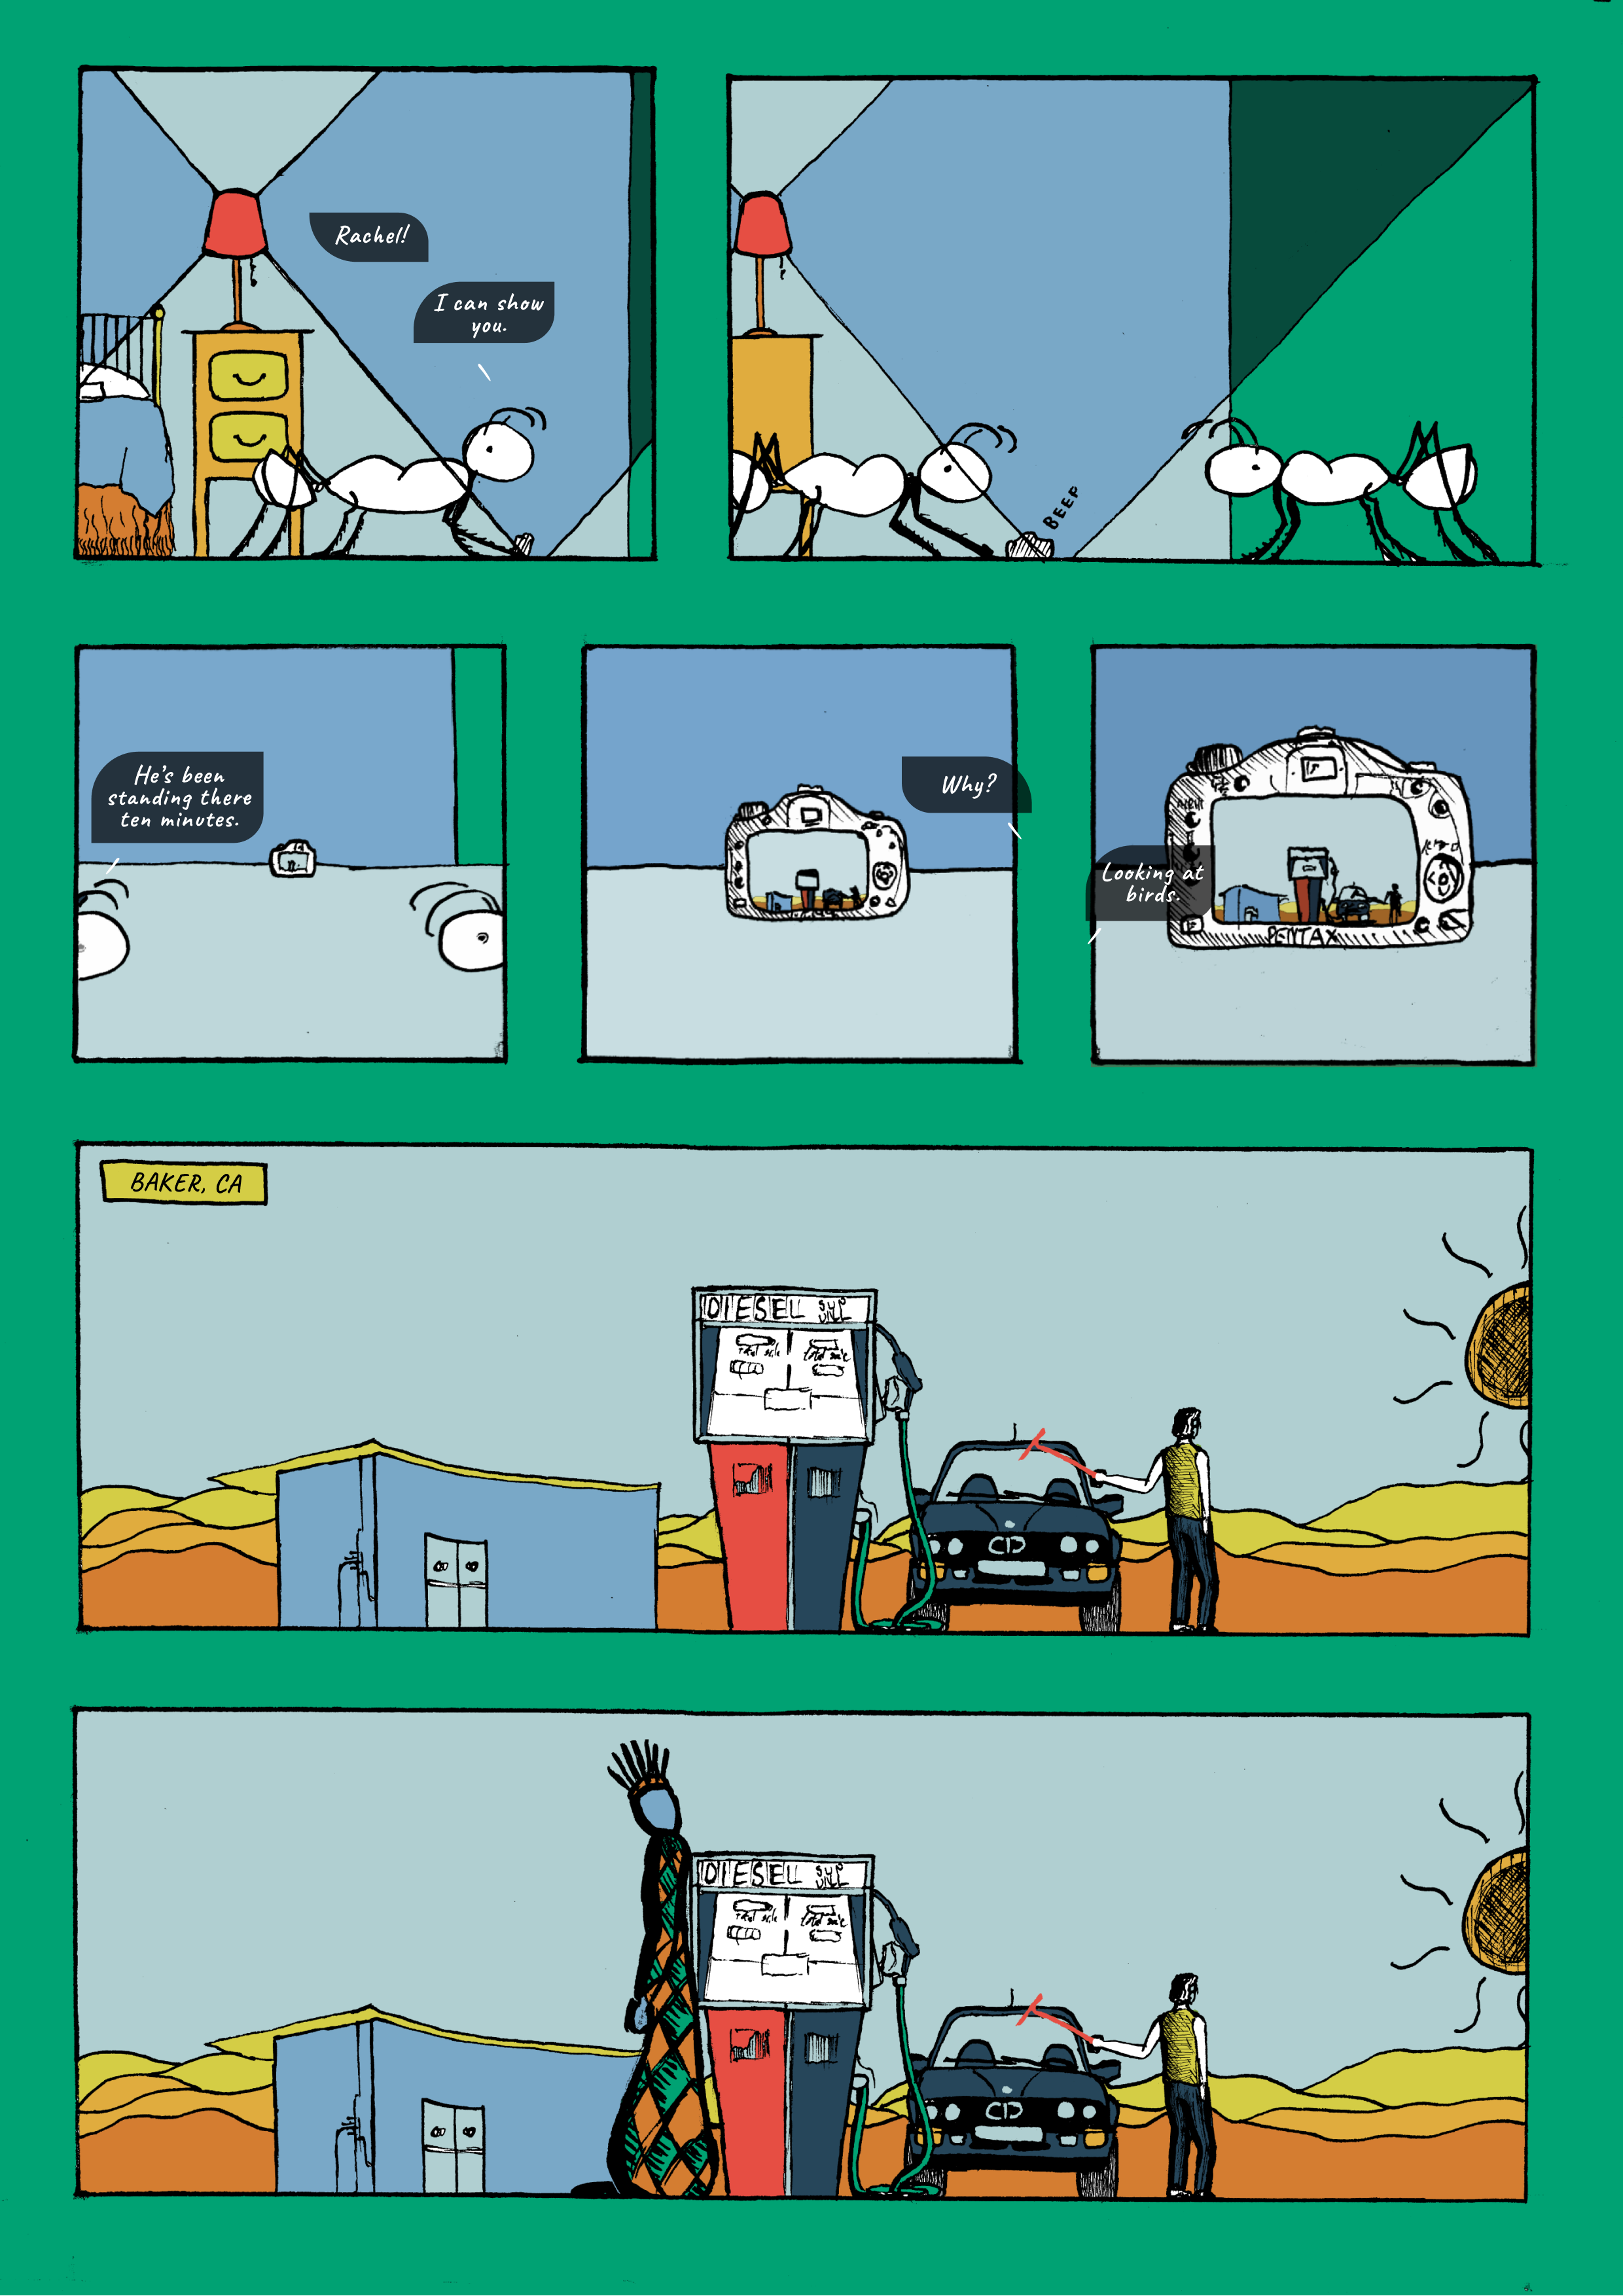 Rachel!
I can show
you.
BEEP
He's been
standing there
ten minutes.
Why?
Looking at
birds.
PENTAX
BAKER, CA
DIESEL
DIESEL